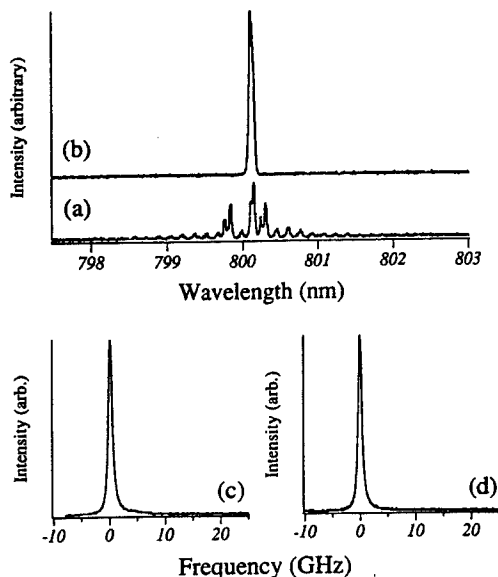 Intensity (arbitrary)
(b)
(a)
798 799 800 801 802 803
Wavelength (nm)
Intensity (arb.)
(c)
-10 0 10 20
Intensity (arb.)
(d)
-10 0 10 20
Frequency (GHz)